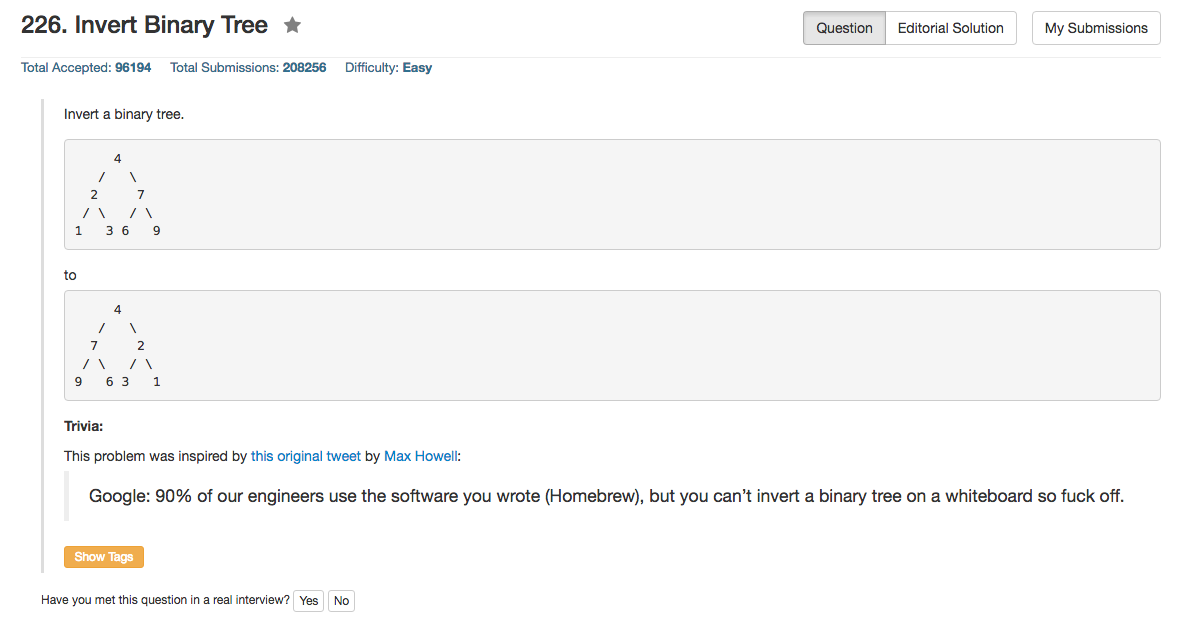 226. Invert Binary Tree
Question Editorial Solution My Submissions
Total Accepted: 96194 Total Submissions: 208256 Difficulty: Easy
Invert a binary tree.
     4
   /   \
  2     7
 / \   / \
1   3 6   9
to
     4
   /   \
  7     2
 / \   / \
9   6 3   1
Trivia:
This problem was inspired by this original tweet by Max Howell:
Google: 90% of our engineers use the software you wrote (Homebrew), but you can’t invert a binary tree on a whiteboard so fuck off.
Show Tags
Have you met this question in a real interview? Yes No